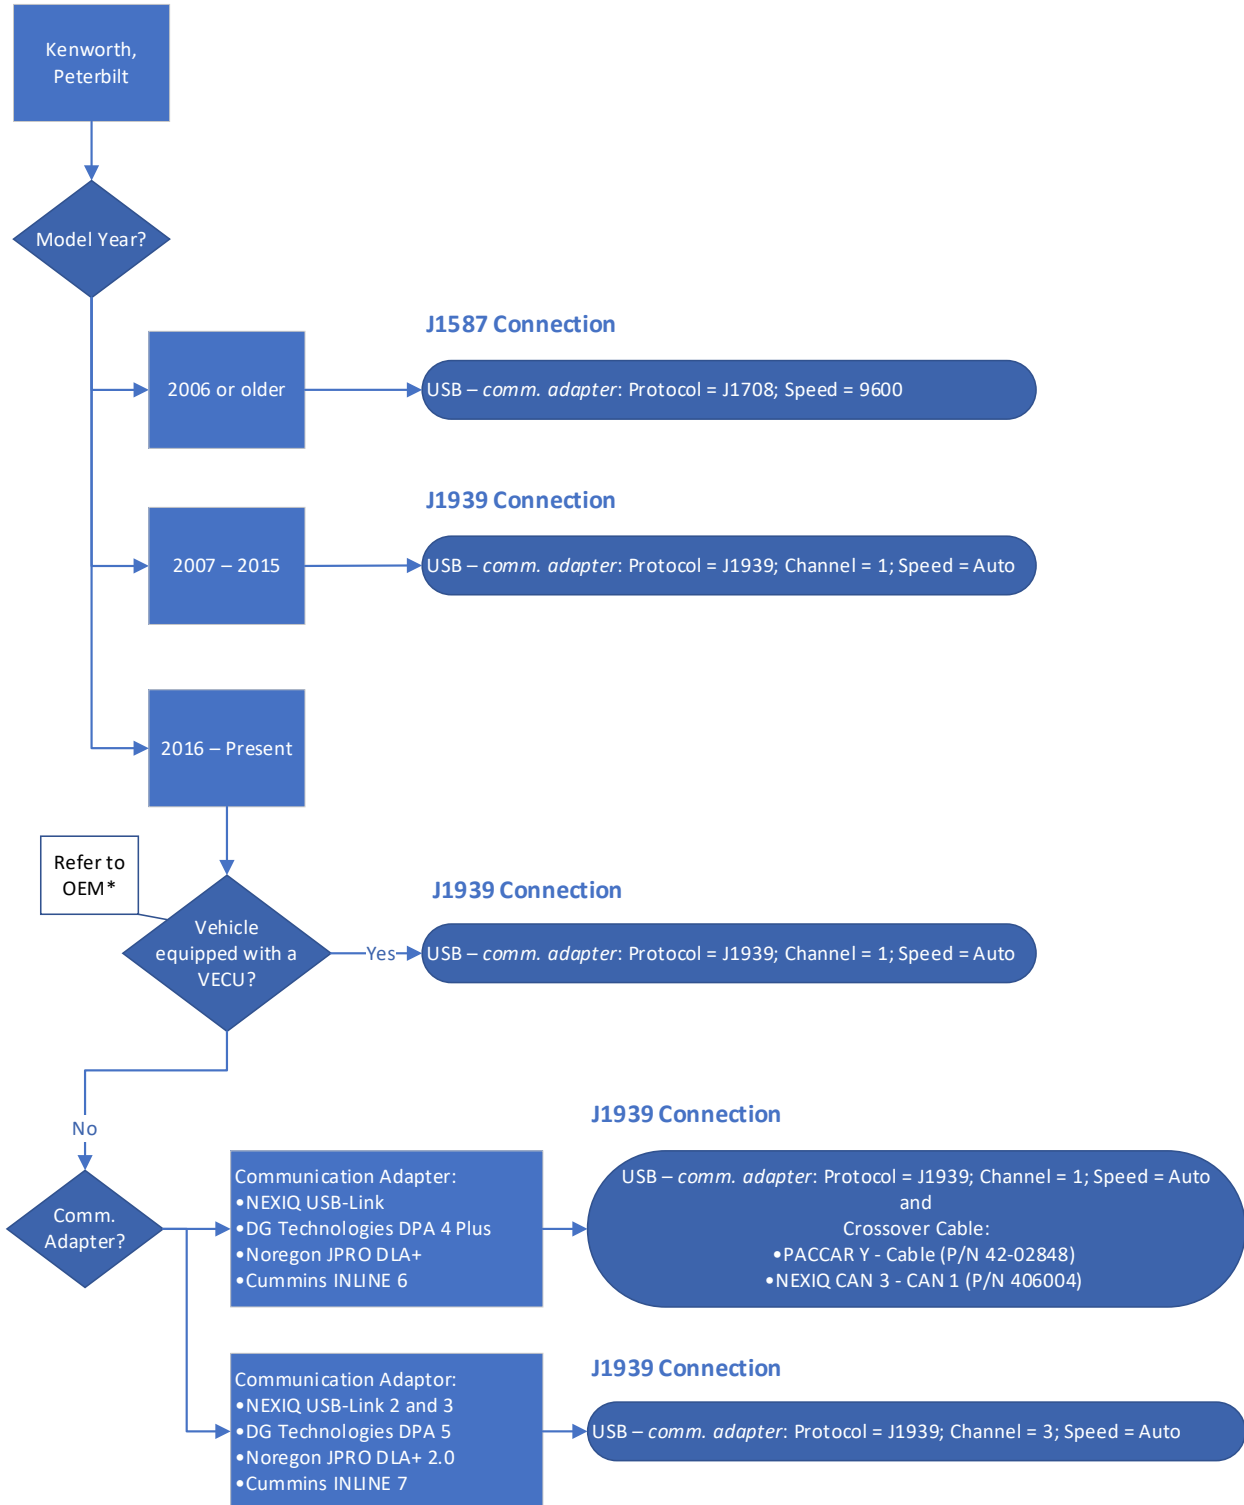 Kenworth,
Peterbilt
Model Year?
J1587 Connection
2006 or older
USB – comm. adapter: Protocol = J1708; Speed = 9600
J1939 Connection
2007 – 2015
USB – comm. adapter: Protocol = J1939; Channel = 1; Speed = Auto
2016 – Present
Refer to
OEM*
J1939 Connection
Vehicle
equipped with a
VECU?
Yes
USB – comm. adapter: Protocol = J1939; Channel = 1; Speed = Auto
No
J1939 Connection
Comm.
Adapter?
Communication Adapter:
•NEXIQ USB-Link
•DG Technologies DPA 4 Plus
•Noregon JPRO DLA+
•Cummins INLINE 6
USB – comm. adapter: Protocol = J1939; Channel = 1; Speed = Auto
and
Crossover Cable:
•PACCAR Y - Cable (P/N 42-02848)
•NEXIQ CAN 3 - CAN 1 (P/N 406004)
J1939 Connection
Communication Adaptor:
•NEXIQ USB-Link 2 and 3
•DG Technologies DPA 5
•Noregon JPRO DLA+ 2.0
•Cummins INLINE 7
USB – comm. adapter: Protocol = J1939; Channel = 3; Speed = Auto